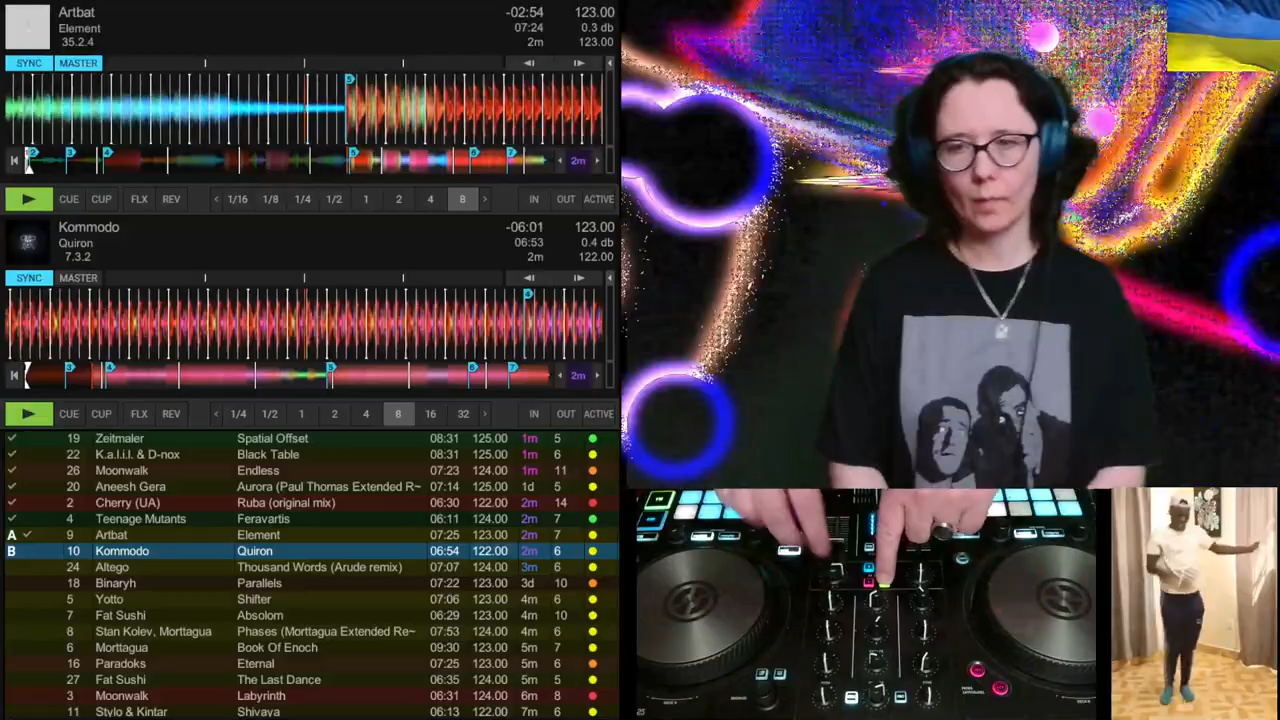 Artbat -02:54 123.00
Element 07:24 0.3 db
35.2.4 2m 123.00
SYNC MASTER
5
2 3 4 5 6 7 2m
CUE CUP FLX REV 1/16 1/8 1/4 1/2 1 2 4 8 IN OUT ACTIVE
Kommodo -06:01 123.00
Quiron 06:53 0.4 db
7.3.2 2m 122.00
SYNC MASTER
4
3 4 5 6 7 2m
CUE CUP FLX REV 1/4 1/2 1 2 4 8 16 32 IN OUT ACTIVE
19 Zeitmaler Spatial Offset 08:31 125.00 1m 5
22 K.a.l.i.l. & D-nox Black Table 08:31 125.00 1m 6
26 Moonwalk Endless 07:23 124.00 1m 11
20 Aneesh Gera Aurora (Paul Thomas Extended R~ 07:14 125.00 1d 5
2 Cherry (UA) Ruba (original mix) 06:30 122.00 2m 14
4 Teenage Mutants Feravartis 06:11 124.00 2m 7
A 9 Artbat Element 07:25 123.00 2m 7
B 10 Kommodo Quiron 06:54 122.00 2m 6
24 Altego Thousand Words (Arude remix) 07:07 124.00 3m 6
18 Binaryh Parallels 07:22 123.00 3d 10
5 Yotto Shifter 07:06 123.00 4m 6
7 Fat Sushi Absolom 06:29 123.00 4m 10
8 Stan Kolev, Morttagua Phases (Morttagua Extended Re~ 07:53 124.00 4m 6
6 Morttagua Book Of Enoch 09:30 123.00 5m 7
16 Paradoks Eternal 07:25 123.00 5m 6
27 Fat Sushi The Last Dance 06:35 124.00 5m 5
3 Moonwalk Labyrinth 06:31 124.00 6m 8
11 Stylo & Kintar Shivaya 06:13 122.00 7m 6